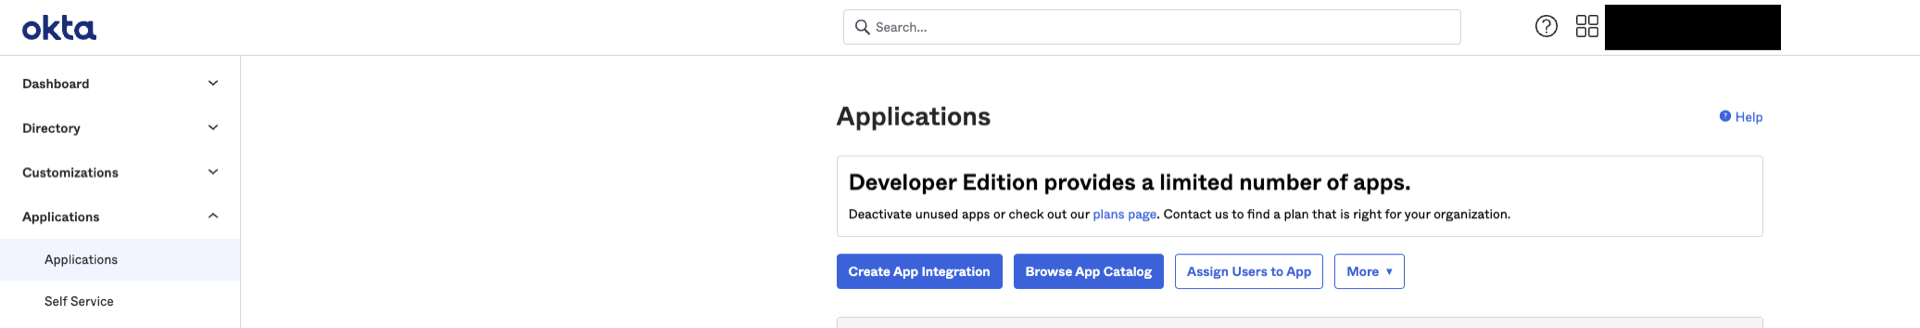 okta
Search...
Dashboard
Directory
Customizations
Applications
Applications
Self Service
Applications
Help
Developer Edition provides a limited number of apps.
Deactivate unused apps or check out our plans page. Contact us to find a plan that is right for your organization.
Create App Integration
Browse App Catalog
Assign Users to App
More